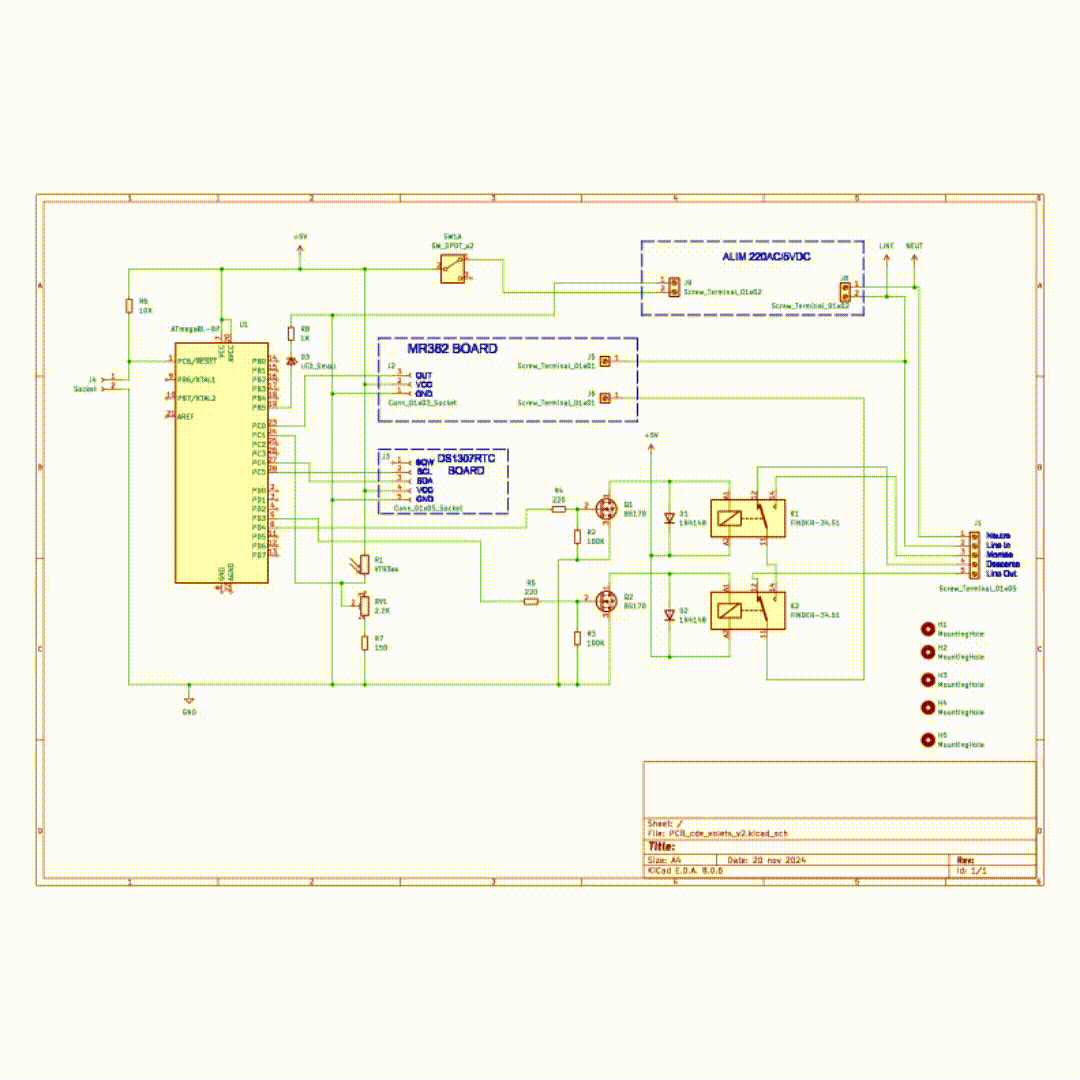 1 2 3 4 5 6
+5V
SW1A
SW_DPDT_x2
ALIM 220AC/5VDC
LINE NEUT
J9
Screw_Terminal_01x02
J8
Screw_Terminal_01x02
A
R6
10K
ATmega8L-8P
U1
R8
1K
D3
LED_Small
VCC
AVCC
PC6/RESET
PB6/XTAL1
PB7/XTAL2
AREF
PB0
PB1
PB2
PB3
PB4
PB5
PC0
PC1
PC2
PC3
PC4
PC5
PD0
PD1
PD2
PD3
PD4
PD5
PD6
PD7
GND
AGND
J4
Socket
MR382 BOARD
J2
OUT
VCC
GND
Conn_01x03_Socket
J5
Screw_Terminal_01x01
J6
Screw_Terminal_01x01
J3
DS1307RTC
BOARD
SQW
SCL
SDA
VCC
GND
Conn_01x05_Socket
+5V
B
R4
220
Q1
BS170
R2
100K
D1
1N4148
K1
FINDER-34.51
R5
220
Q2
BS170
R3
100K
D2
1N4148
K2
FINDER-34.51
J1
Neutre
Line In
Montee
Descente
Line Out
Screw_Terminal_01x05
R1
RV1
2.2K
R7
150
GND
C
H1
MountingHole
H2
MountingHole
H3
MountingHole
H4
MountingHole
H5
MountingHole
D
Sheet: /
File: PCB_cde_volets_v2.kicad_sch
Title:
Size: A4 Date: 20 nov 2024 Rev:
KiCad E.D.A. 8.0.6 Id: 1/1
1 2 3 4 5 6